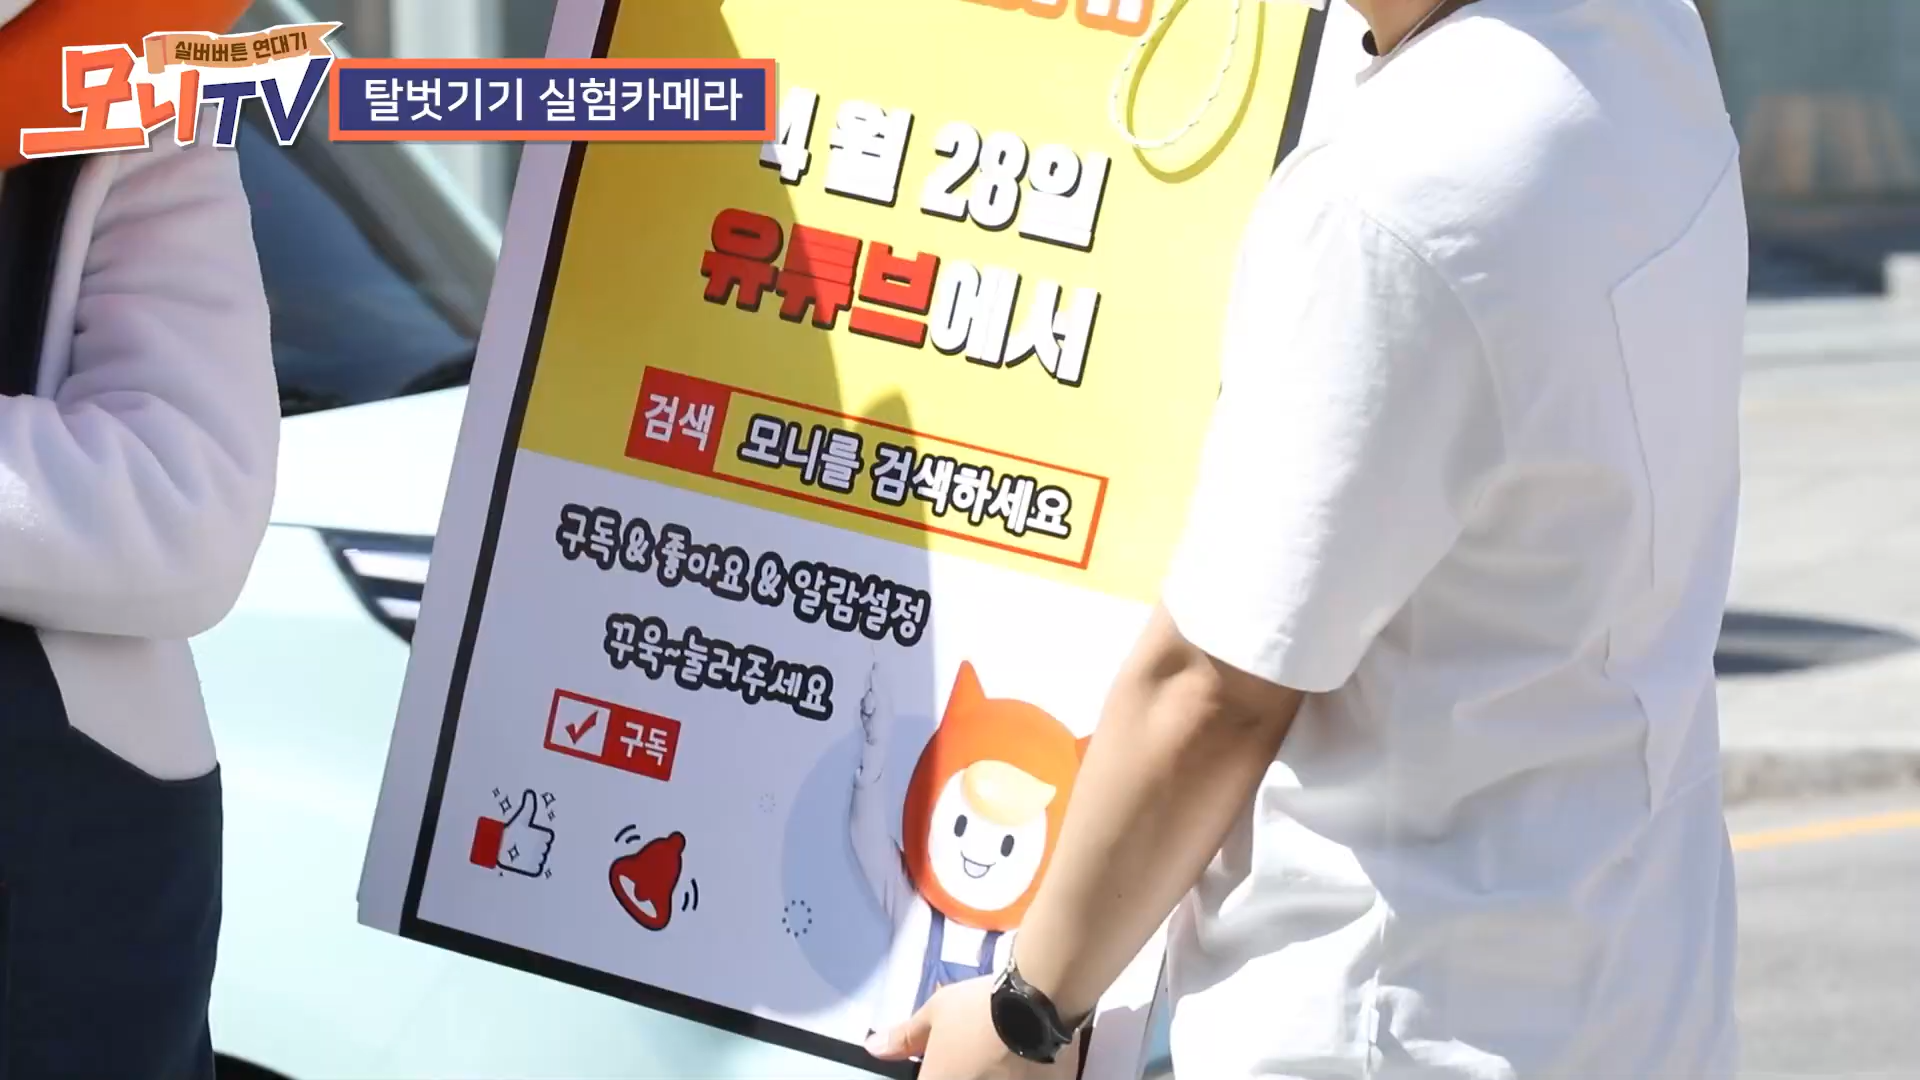 실버버튼 연대기
모니TV
탈벗기기 실험카메라
4월 28일
유튜브에서
검색 모니를 검색하세요
구독 & 좋아요 & 알람설정
꾸욱~눌러주세요
구독